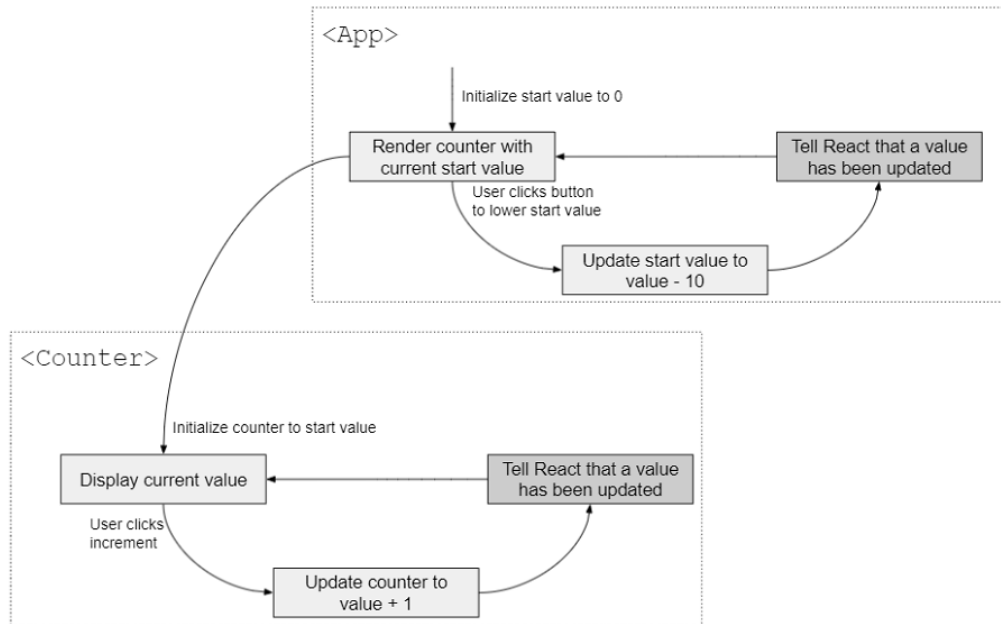 <App>
Initialize start value to 0
Render counter with
current start value
Tell React that a value
has been updated
User clicks button
to lower start value
Update start value to
value - 10
<Counter>
Initialize counter to start value
Display current value
Tell React that a value
has been updated
User clicks
increment
Update counter to
value + 1